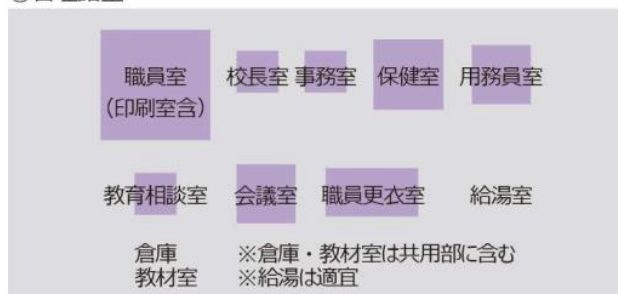 職員室
（印刷室含）
校長室
事務室
保健室
用務員室
教育相談室
会議室
職員更衣室
給湯室
倉庫
教材室
※倉庫・教材室は共用部に含む
※給湯は適宜